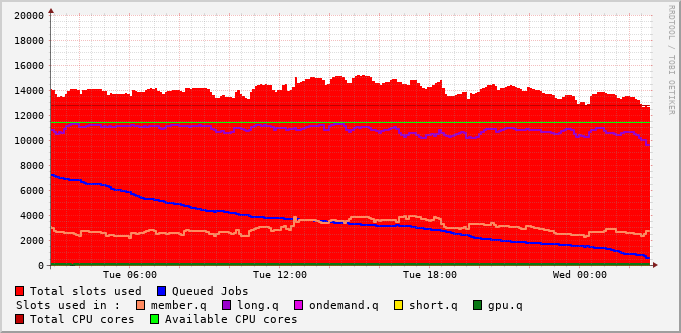 20000
18000
16000
14000
12000
10000
8000
6000
4000
2000
0
Tue 06:00 Tue 12:00 Tue 18:00 Wed 00:00
RRDTOOL / TOBI OETIKER
Total slots used Queued Jobs
Slots used in : member.q long.q ondemand.q short.q gpu.q
Total CPU cores Available CPU cores